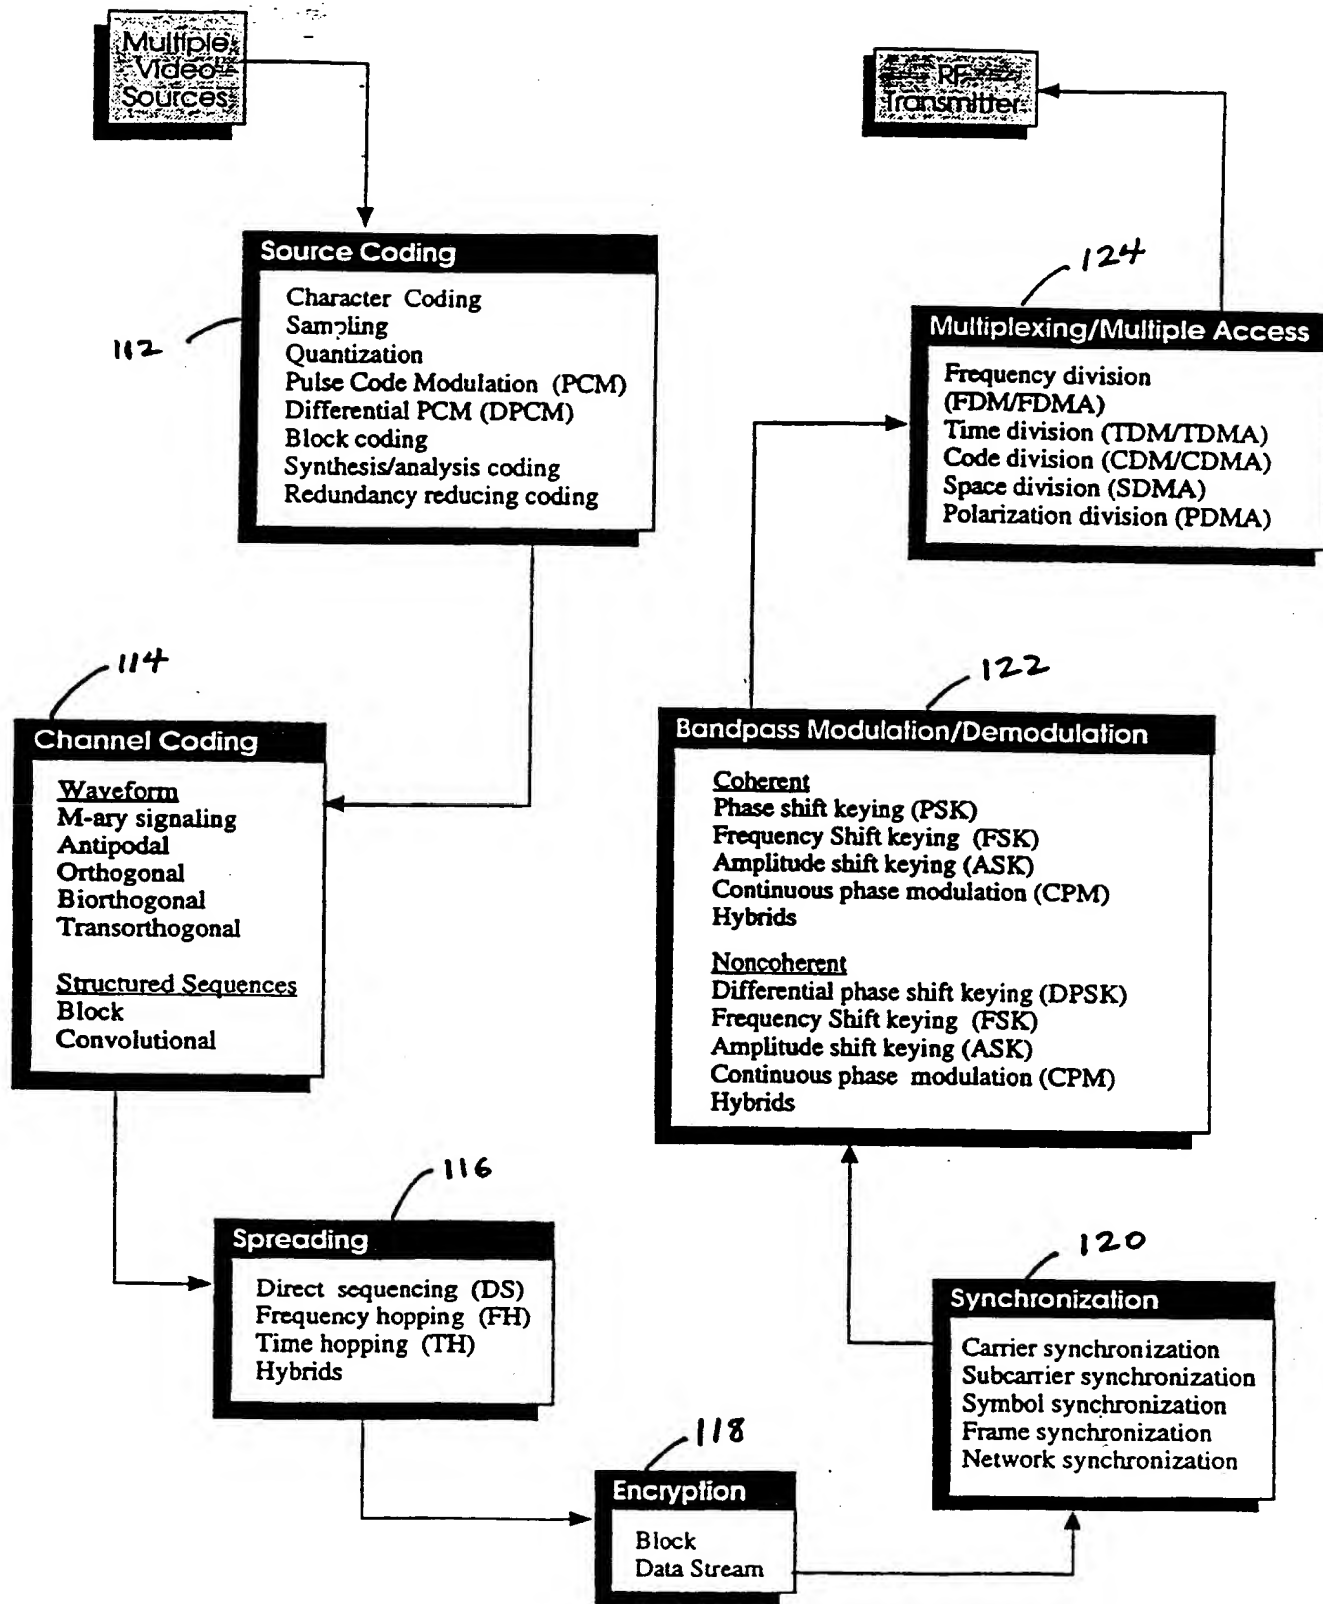 Multiple
Video
Sources
RF
Transmitter
Source Coding
Character Coding
Sampling
Quantization
Pulse Code Modulation (PCM)
Differential PCM (DPCM)
Block coding
Synthesis/analysis coding
Redundancy reducing coding
112
124
Multiplexing/Multiple Access
Frequency division
(FDM/FDMA)
Time division (TDM/TDMA)
Code division (CDM/CDMA)
Space division (SDMA)
Polarization division (PDMA)
114
Channel Coding
Waveform
M-ary signaling
Antipodal
Orthogonal
Biorthogonal
Transorthogonal
Structured Sequences
Block
Convolutional
122
Bandpass Modulation/Demodulation
Coherent
Phase shift keying (PSK)
Frequency Shift keying (FSK)
Amplitude shift keying (ASK)
Continuous phase modulation (CPM)
Hybrids
Noncoherent
Differential phase shift keying (DPSK)
Frequency Shift keying (FSK)
Amplitude shift keying (ASK)
Continuous phase modulation (CPM)
Hybrids
116
Spreading
Direct sequencing (DS)
Frequency hopping (FH)
Time hopping (TH)
Hybrids
118
Encryption
Block
Data Stream
120
Synchronization
Carrier synchronization
Subcarrier synchronization
Symbol synchronization
Frame synchronization
Network synchronization